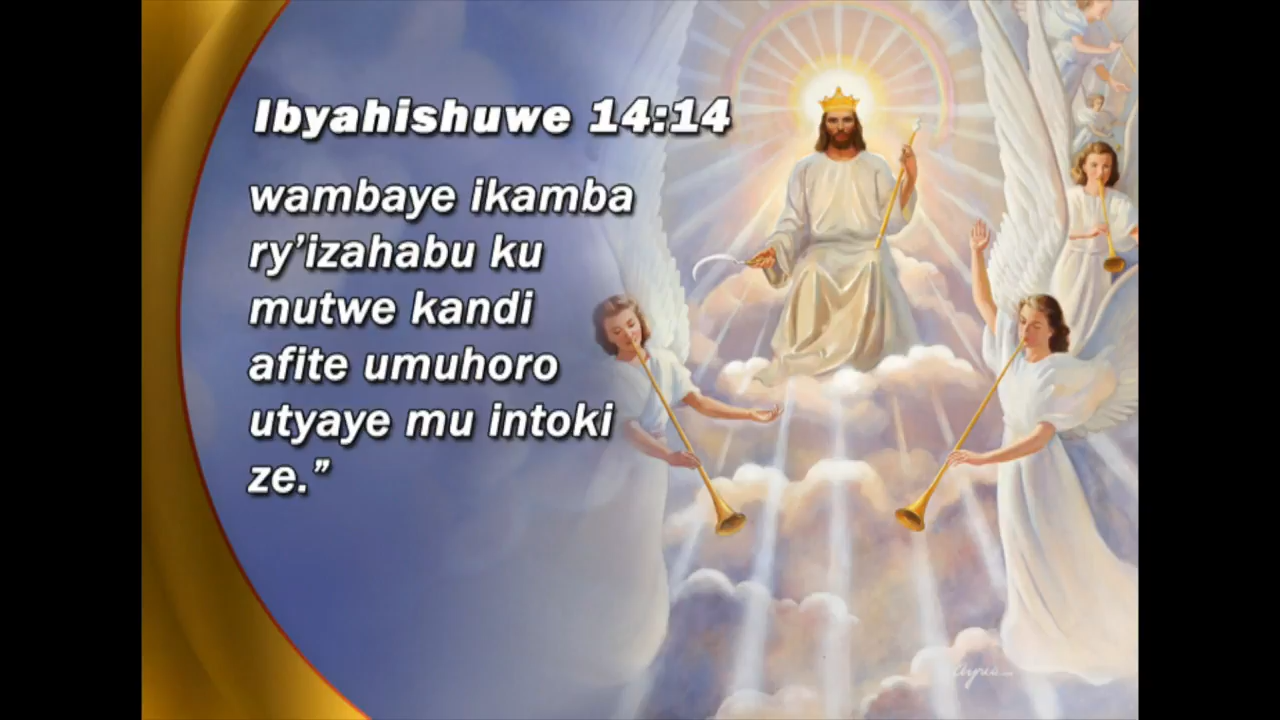 Ibyahishuwe 14:14
wambaye ikamba
ry’izahabu ku
mutwe kandi
afite umuhoro
utyaye mu intoki
ze.”